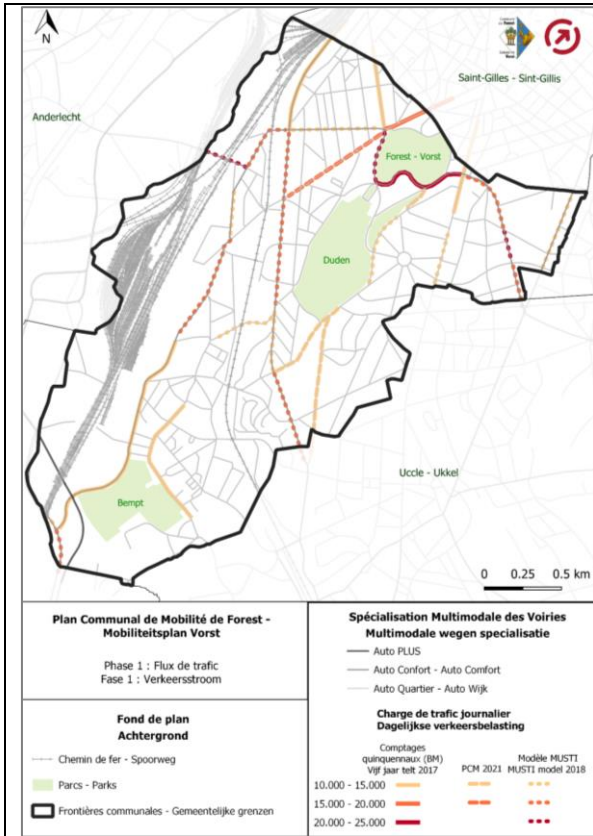 N
Saint-Gilles - Sint-Gillis
Anderlecht
Forest - Vorst
Duden
Uccle - Ukkel
Bempt
0 0.25 0.5 km
Plan Communal de Mobilité de Forest -
Mobiliteitsplan Vorst
Phase 1 : Flux de trafic
Fase 1 : Verkeersstroom
Fond de plan
Achtergrond
Chemin de fer - Spoorweg
Parcs - Parks
Frontières communales - Gemeentelijke grenzen
Spécialisation Multimodale des Voiries
Multimodale wegen specialisatie
Auto PLUS
Auto Confort - Auto Comfort
Auto Quartier - Auto Wijk
Charge de trafic journalier
Dagelijkse verkeersbelasting
Comptages
quinquennaux (BM)
Vijf jaar telt 2017
PCM 2021
Modèle MUSTI
MUSTI model 2018
10.000 - 15.000
15.000 - 20.000
20.000 - 25.000